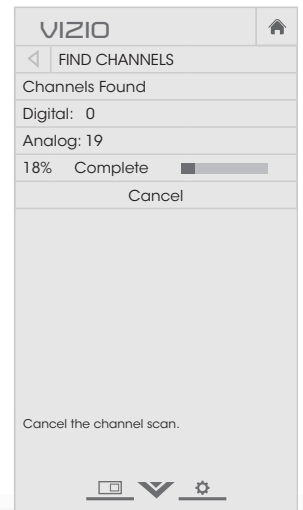 VIZIO
FIND CHANNELS
Channels Found
Digital: 0
Analog: 19
18% Complete
Cancel
Cancel the channel scan.